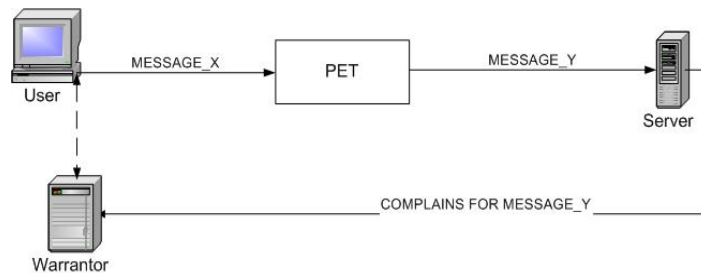 MESSAGE_X
PET
MESSAGE_Y
User
Server
COMPLAINS FOR MESSAGE_Y
Warrantor